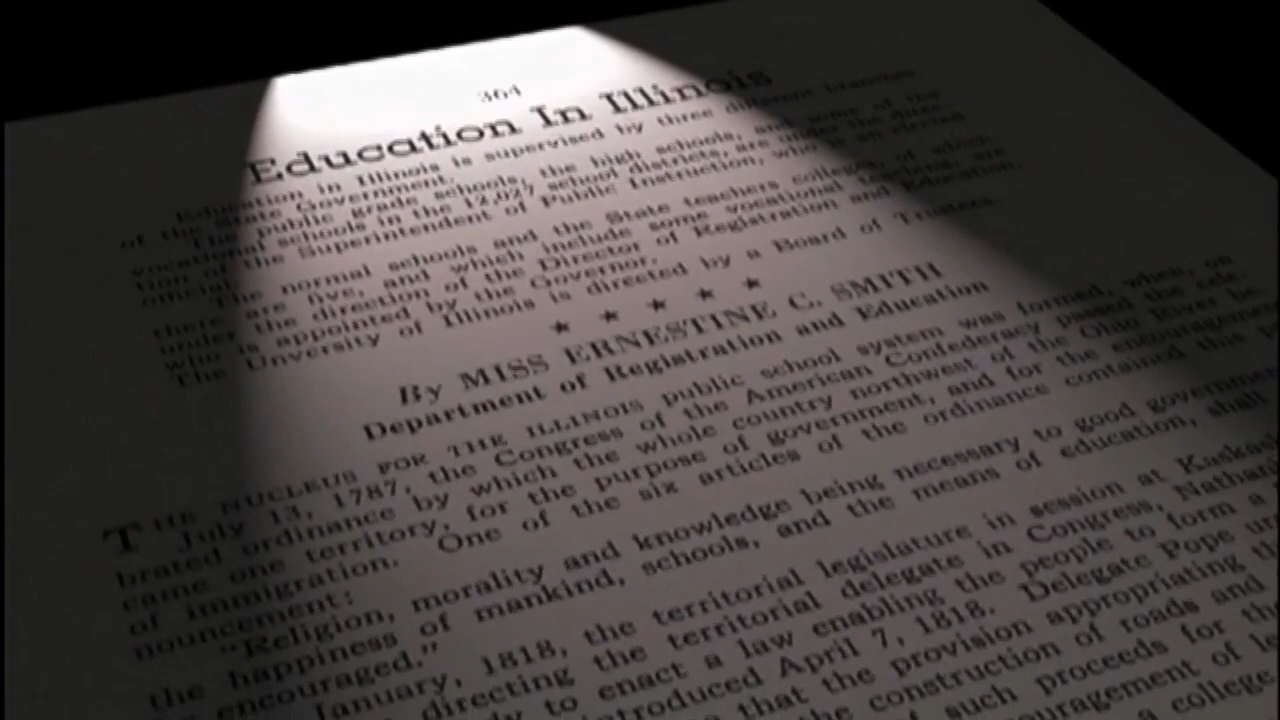 364
Education In Illinois
Education in Illinois is supervised by three different branches
of the State Government.
The public grade schools, the high schools, and some of the
vocational schools in the 12,027 school districts, are under the direc-
tion of the Superintendent of Public Instruction, who is an elected
official.
The normal schools and the State teachers colleges, of which
there are five, and which include some vocational teaching, are
under the direction of the Director of Registration and Education
who is appointed by the Governor.
The Unversity of Illinois is directed by a Board of Trustees.
★ ★ ★ ★ ★
By MISS ERNESTINE C. SMITH
Department of Registration and Education
THE NUCLEUS FOR THE ILLINOIS public school system was formed, when, on
July 13, 1787, the Congress of the American Confederacy passed the cele-
brated ordinance by which the whole country northwest of the Ohio River be-
came one territory, for the purpose of government, and for the encouragemen
of immigration. One of the six articles of the ordinance contained this
nouncement:
"Religion, morality and knowledge being necessary to good government
the happiness of mankind, schools, and the means of education, shall
encouraged."
January, 1818, the territorial legislature in session at Kaskas
directing the territorial delegate in Congress, Nathani
to enact a law enabling the people to form a
introduced April 7, 1818. Delegate Pope ur
that the provision appropriating th
the construction of roads and
such proceeds for the
encouragement of le
a college